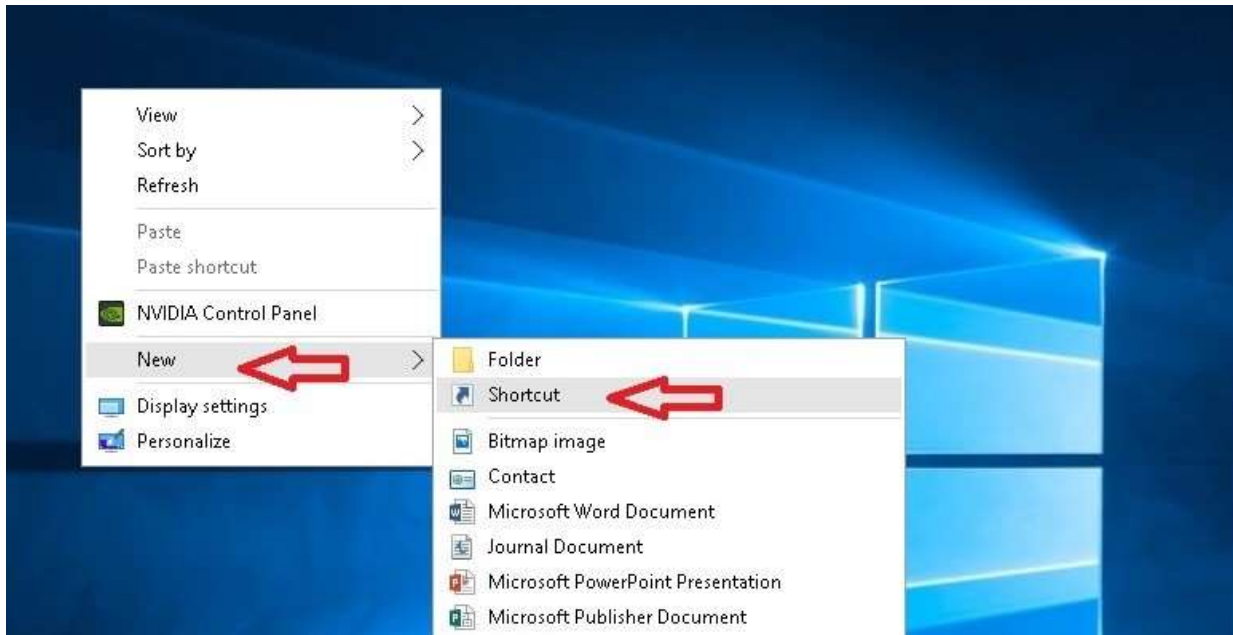 View
Sort by
Refresh
Paste
Paste shortcut
NVIDIA Control Panel
New
Display settings
Personalize
Folder
Shortcut
Bitmap image
Contact
Microsoft Word Document
Journal Document
Microsoft PowerPoint Presentation
Microsoft Publisher Document